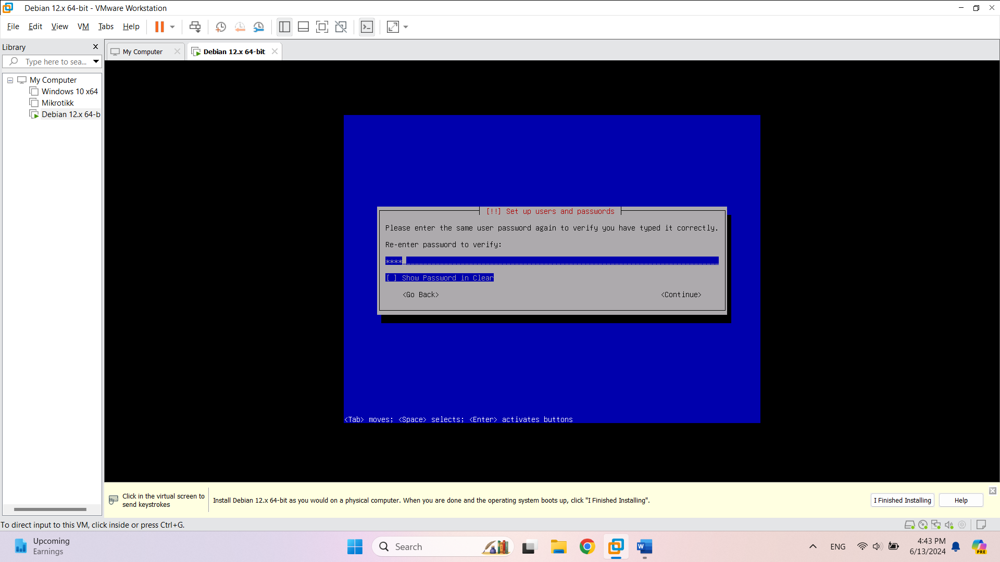 Debian 12.x 64-bit - VMware Workstation
File Edit View VM Tabs Help
Library
Type here to sea...
My Computer
Windows 10 x64
Mikrotikk
Debian 12.x 64-b
My Computer
Debian 12.x 64-bit
[!!] Set up users and passwords
Please enter the same user password again to verify you have typed it correctly.
Re-enter password to verify:
****
[ ] Show Password in Clear
<Go Back> <Continue>
<Tab> moves; <Space> selects; <Enter> activates buttons
Click in the virtual screen to
send keystrokes
Install Debian 12.x 64-bit as you would on a physical computer. When you are done and the operating system boots up, click "I Finished Installing".
I Finished Installing
Help
To direct input to this VM, click inside or press Ctrl+G.
Upcoming
Earnings
Search
W
ENG
4:43 PM
6/13/2024
PRE